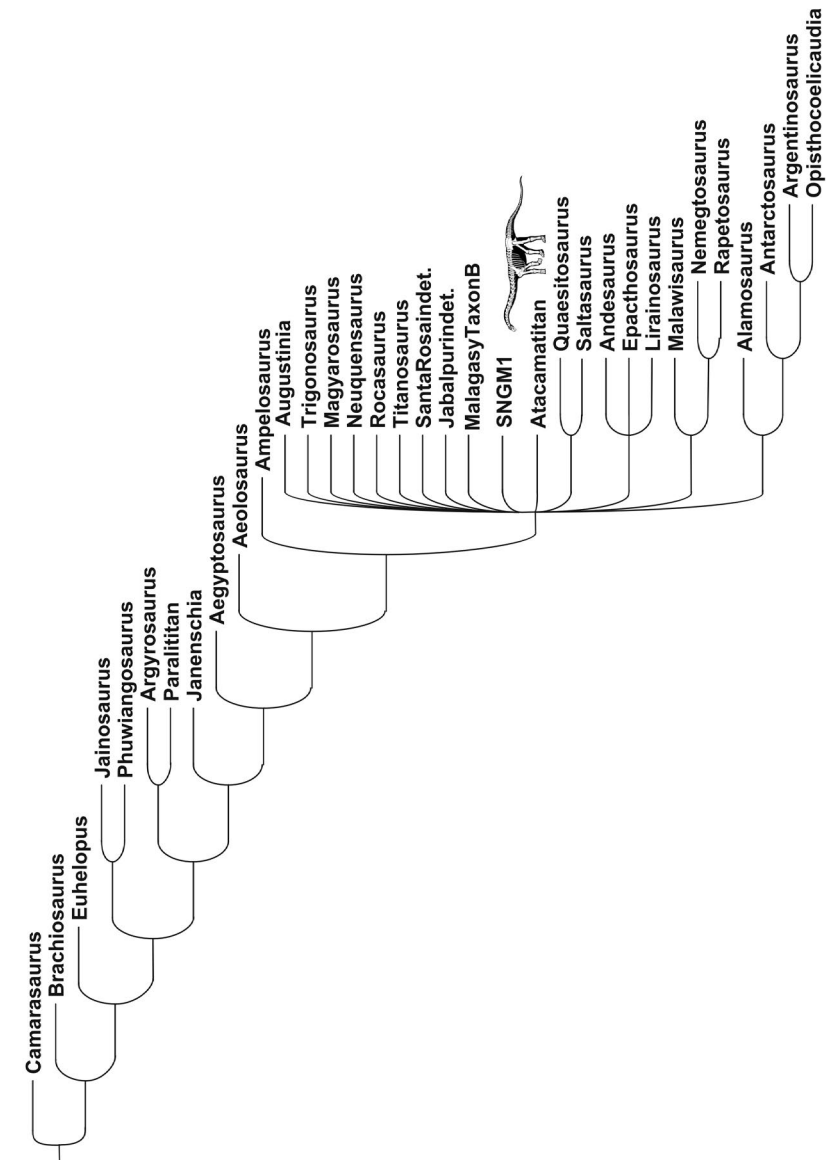 Camarasaurus
Brachiosaurus
Euhelopus
Jainosaurus
Phuwiangosaurus
Argyrosaurus
Paralititan
Janenschia
Aegyptosaurus
Aeolosaurus
Ampelosaurus
Augustinia
Trigonosaurus
Magyarosaurus
Neuquensaurus
Rocasaurus
Titanosaurus
SantaRosaindet.
Jabalpurindet.
MalagasyTaxonB
SNGM1
Atacamatitan
Quaesitosaurus
Saltasaurus
Andesaurus
Epacthosaurus
Lirainosaurus
Malawisaurus
Nemegtosaurus
Rapetosaurus
Alamosaurus
Antarctosaurus
Argentinosaurus
Opisthocoelicaudia